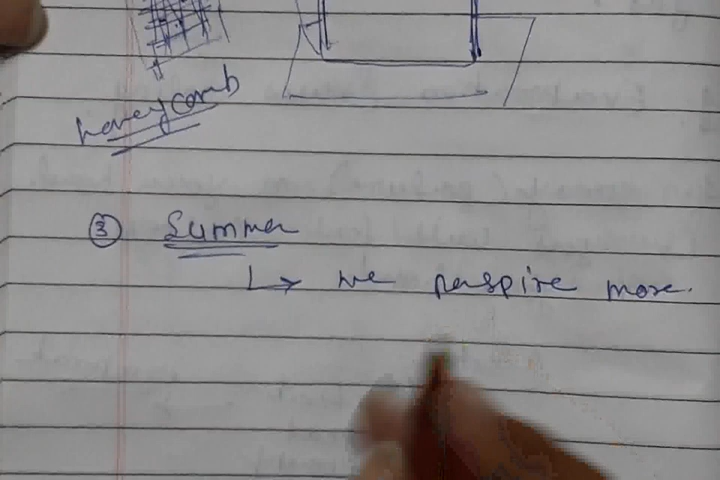 honeycomb
③ Summer
↳ we perspire more.